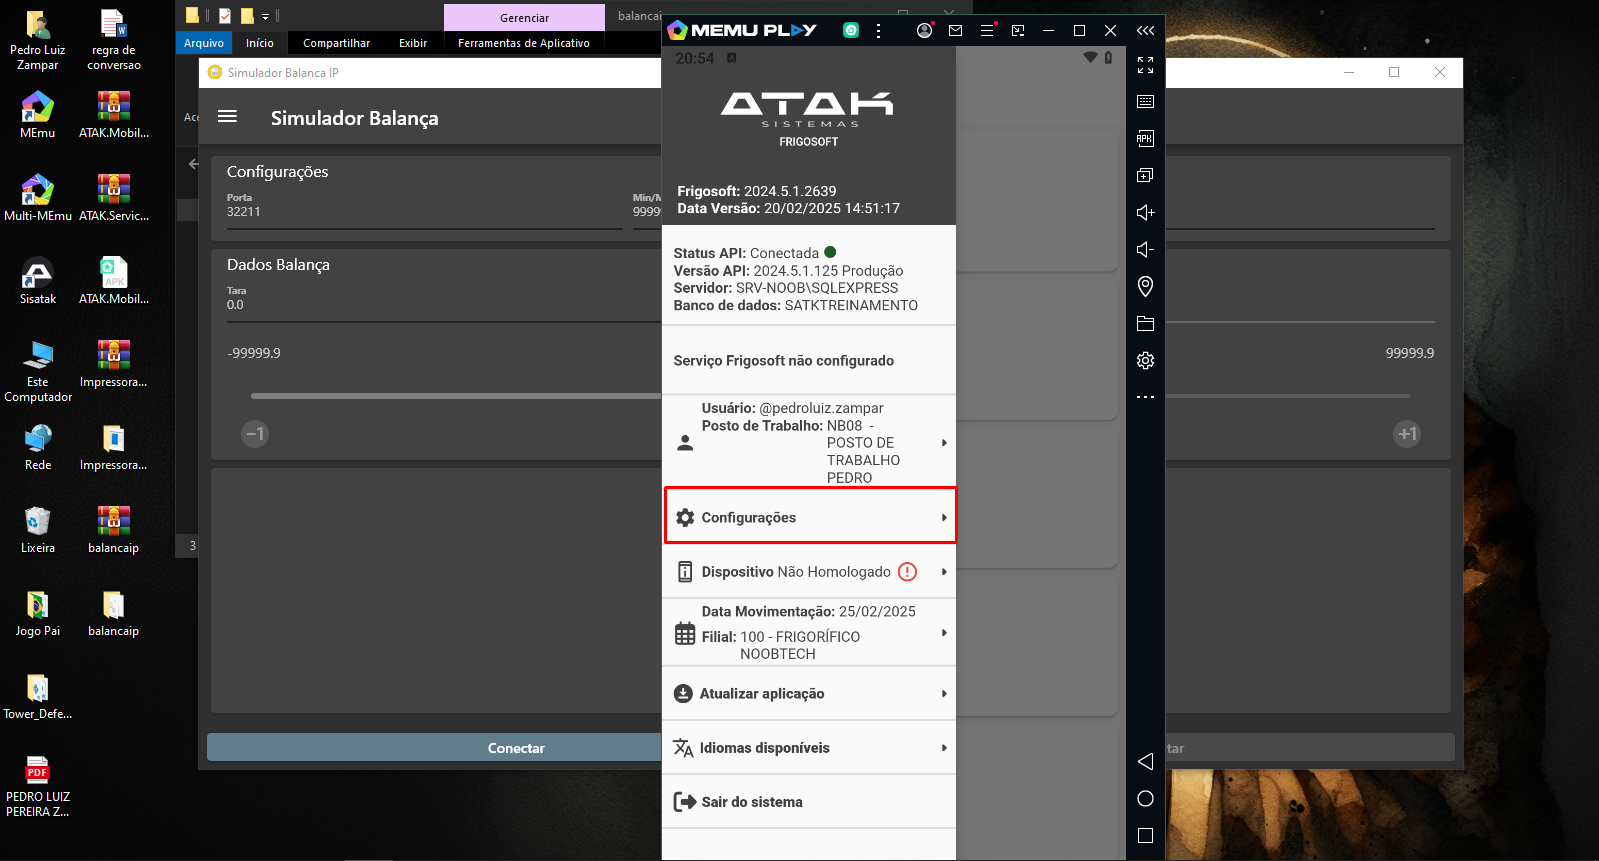 Pedro Luiz
Zampar
regra de
conversao
MEmu
ATAK.Mobil...
Multi-MEmu
ATAK.Servic...
Sisatak
APK
ATAK.Mobil...
Este
Computador
Impressora...
Rede
Impressora...
Lixeira
balancaip
Jogo Pai
balancaip
Tower_Defe...
PDF
PEDRO LUIZ
PEREIRA Z...
Gerenciar
balancai
Arquivo
Início
Compartilhar
Exibir
Ferramentas de Aplicativo
Ace
3
Simulador Balanca IP
Simulador Balança
Configurações
Porta
32211
Min/M
9999
Dados Balança
Tara
0.0
-99999.9
99999.9
−1
+1
Conectar
tar
MEMU PLAY
20:54
A
ATAK
SISTEMAS
FRIGOSOFT
Frigosoft: 2024.5.1.2639
Data Versão: 20/02/2025 14:51:17
Status API: Conectada
Versão API: 2024.5.1.125 Produção
Servidor: SRV-NOOB\SQLEXPRESS
Banco de dados: SATKTREINAMENTO
Serviço Frigosoft não configurado
Usuário: @pedroluiz.zampar
Posto de Trabalho: NB08 -
POSTO DE
TRABALHO
PEDRO
Configurações
Dispositivo Não Homologado
Data Movimentação: 25/02/2025
Filial: 100 - FRIGORÍFICO
NOOBTECH
Atualizar aplicação
Idiomas disponíveis
Sair do sistema
APK